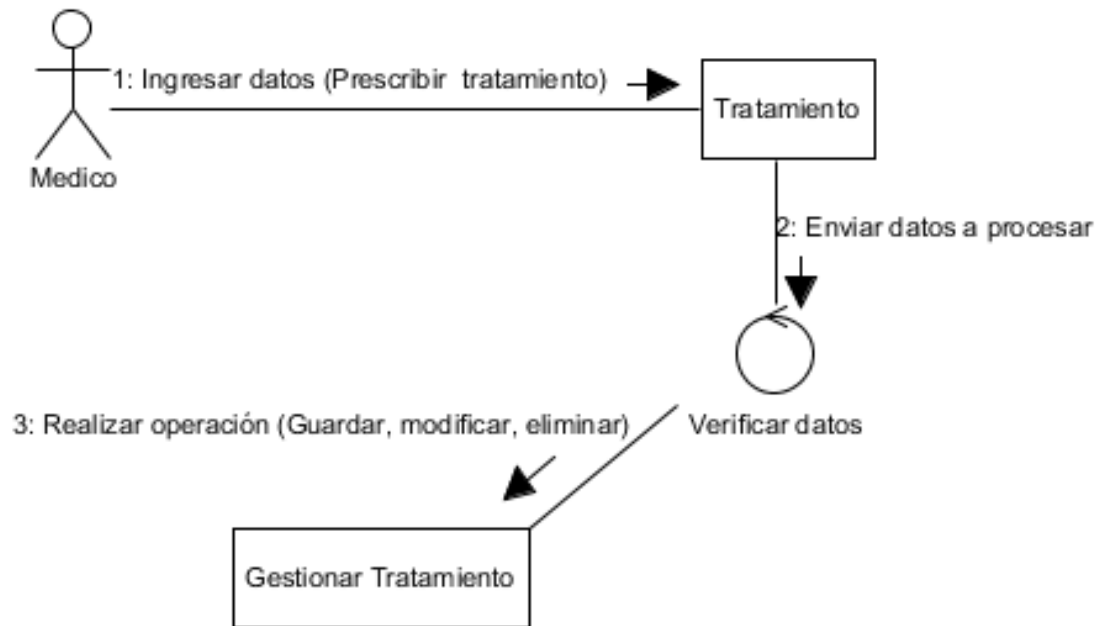 1: Ingresar datos (Prescribir tratamiento)
Tratamiento
Medico
2: Enviar datos a procesar
3: Realizar operación (Guardar, modificar, eliminar)
Verificar datos
Gestionar Tratamiento